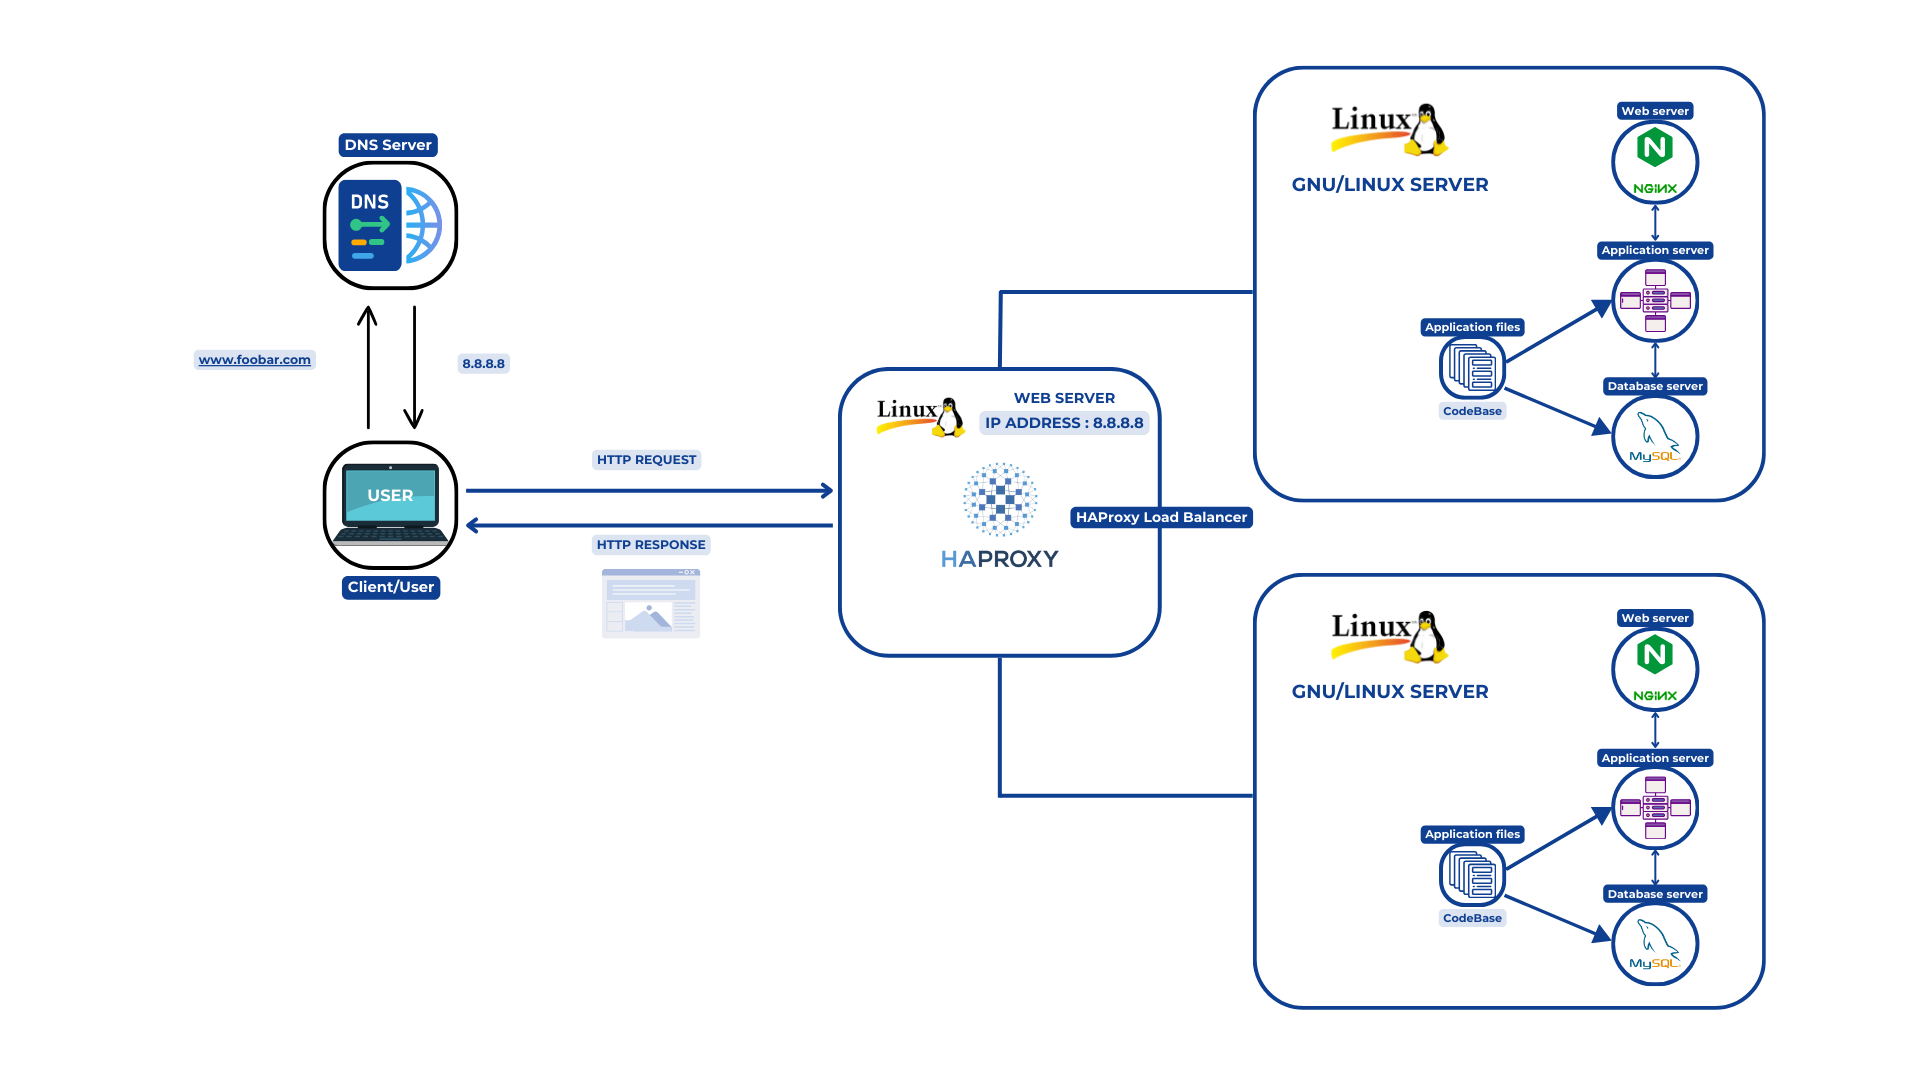 DNS Server
DNS
www.foobar.com
8.8.8.8
USER
Client/User
HTTP REQUEST
HTTP RESPONSE
Linux
WEB SERVER
IP ADDRESS : 8.8.8.8
HAPROXY
HAProxy Load Balancer
Linux
GNU/LINUX SERVER
Web server
N
NGINX
Application server
Application files
CodeBase
Database server
MySQL
Linux
GNU/LINUX SERVER
Web server
N
NGINX
Application server
Application files
CodeBase
Database server
MySQL